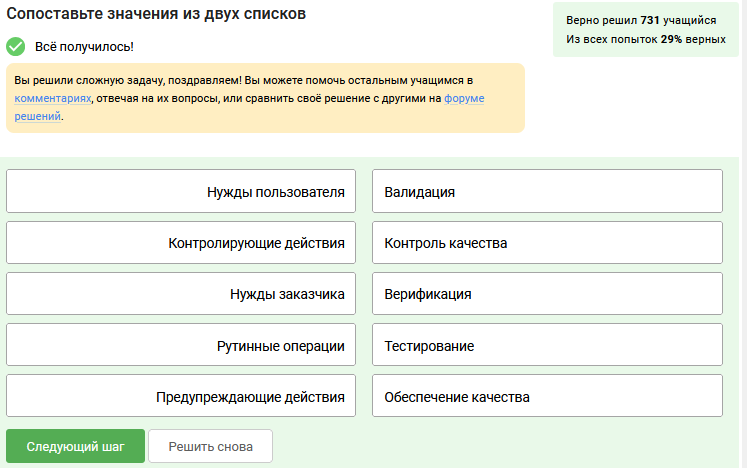 Сопоставьте значения из двух списков
Верно решил 731 учащийся
Из всех попыток 29% верных
Всё получилось!
Вы решили сложную задачу, поздравляем! Вы можете помочь остальным учащимся в
комментариях, отвечая на их вопросы, или сравнить своё решение с другими на форуме
решений.
Нужды пользователя
Валидация
Контролирующие действия
Контроль качества
Нужды заказчика
Верификация
Рутинные операции
Тестирование
Предупреждающие действия
Обеспечение качества
Следующий шаг
Решить снова